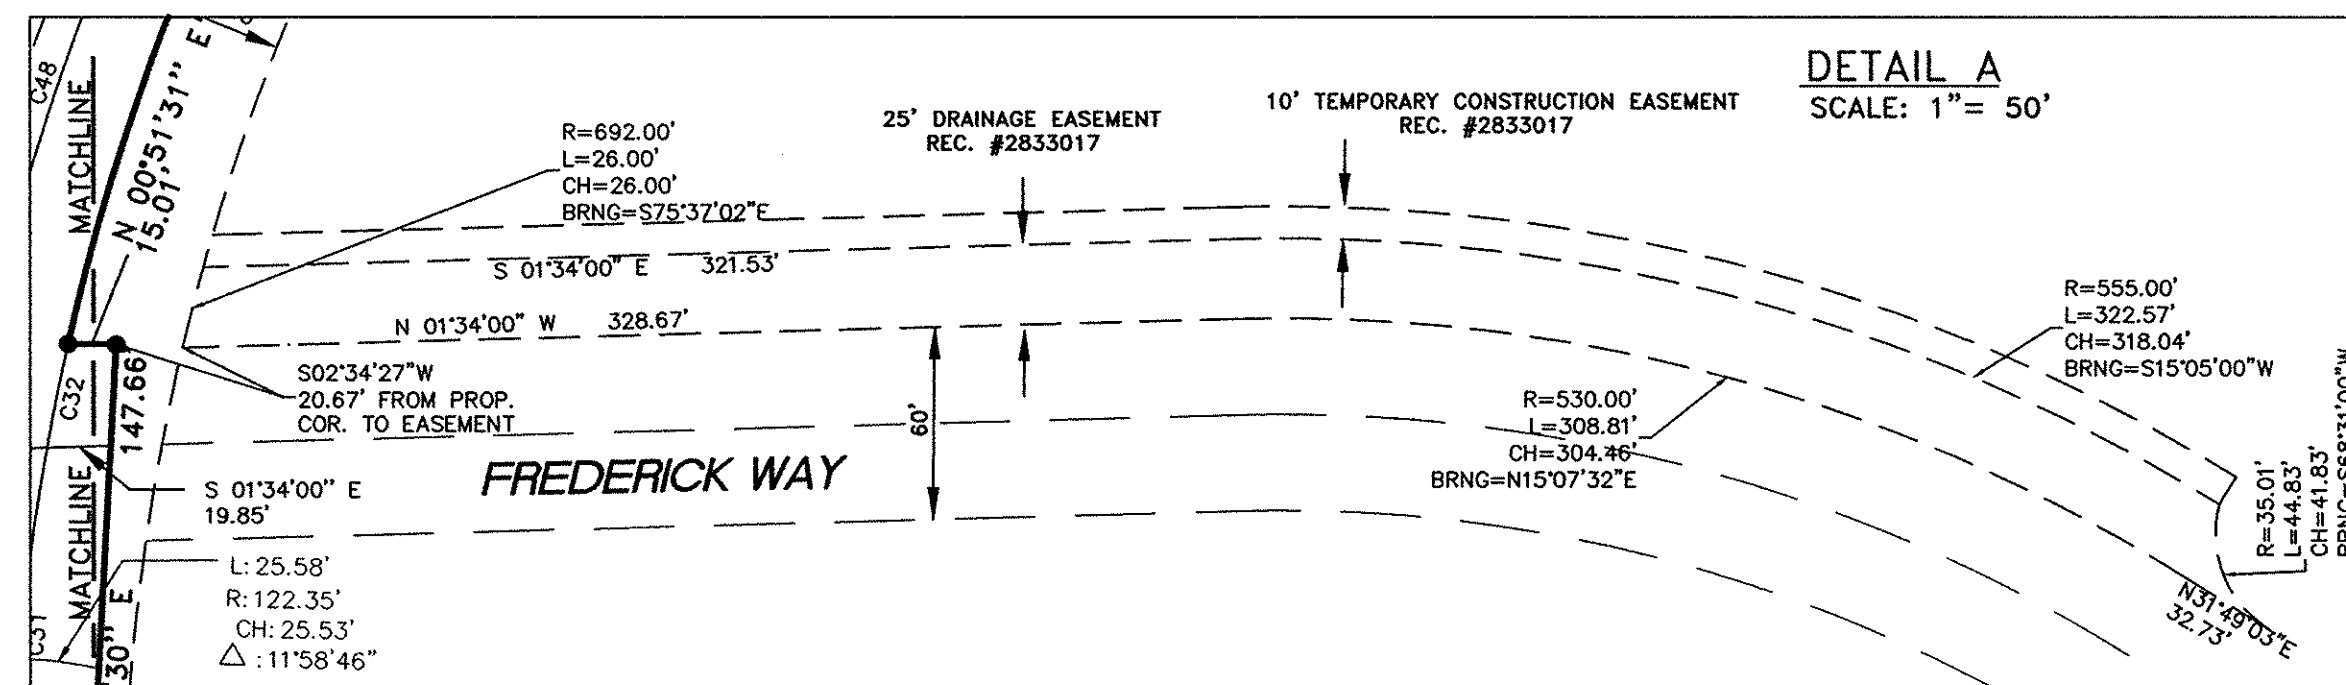 DETAIL A
SCALE: 1"= 50'
C48
MATCHLINE
N 00°51'31" E
15.01'
R=692.00'
L=26.00'
CH=26.00'
BRNG=S75°37'02"E
25' DRAINAGE EASEMENT
REC. #2833017
10' TEMPORARY CONSTRUCTION EASEMENT
REC. #2833017
S 01°34'00" E 321.53'
N 01°34'00" W 328.67'
R=555.00'
L=322.57'
CH=318.04'
BRNG=S15°05'00"W
C32
147.66'
S02°34'27"W
20.67' FROM PROP.
COR. TO EASEMENT
60'
R=530.00'
L=308.81'
CH=304.46'
BRNG=N15°07'32"E
FREDERICK WAY
MATCHLINE
S 01°34'00" E
19.85'
R=35.01'
L=44.83'
CH=41.83'
BRNG=S68°31'00"W
L: 25.58'
R: 122.35'
CH: 25.53'
△ : 11°58'46"
N31°49'03"E
32.73'
C31
30" E